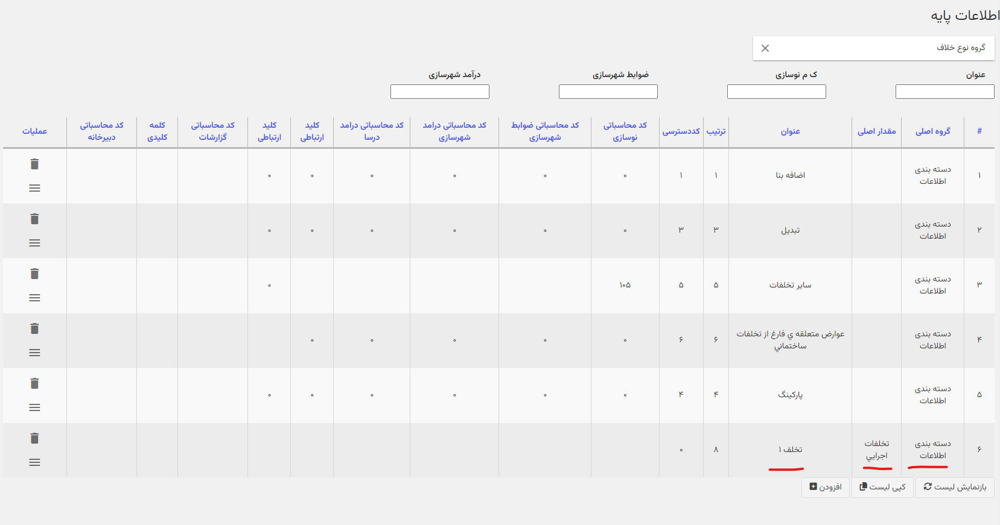 اطلاعات پایه
گروه نوع خلاف
عنوان ک م نوسازی ضوابط شهرسازی درآمد شهرسازی
# گروه اصلی مقدار اصلی عنوان ترتیب کددسترسی کد محاسباتی نوسازی کد محاسباتی ضوابط شهرسازی کد محاسباتی درامد شهرسازی کد محاسباتی درامد درسا کلید ارتباطی کلید ارتباطی کد محاسباتی گزارشات کلمه کلیدی کد محاسباتی دبیرخانه عملیات
۱ دسته بندی اطلاعات اضافه بنا ۱ ۱ ۰ ۰ ۰ ۰ ۰ ۰
۲ دسته بندی اطلاعات تبدیل ۳ ۳ ۰ ۰ ۰ ۰ ۰ ۰
۳ دسته بندی اطلاعات سایر تخلفات ۵ ۵ ۱۰۵ ۰
۴ دسته بندی اطلاعات عوارض متعلقه ي فارغ از تخلفات ساختماني ۶ ۶ ۰ ۰ ۰ ۰ ۰
۵ دسته بندی اطلاعات پارکینگ ۴ ۴ ۰ ۰ ۰ ۰ ۰ ۰
۶ دسته بندی اطلاعات تخلفات اجرايي تخلف ۱ ۸ ۰
بازنمایش لیست کپی لیست افزودن